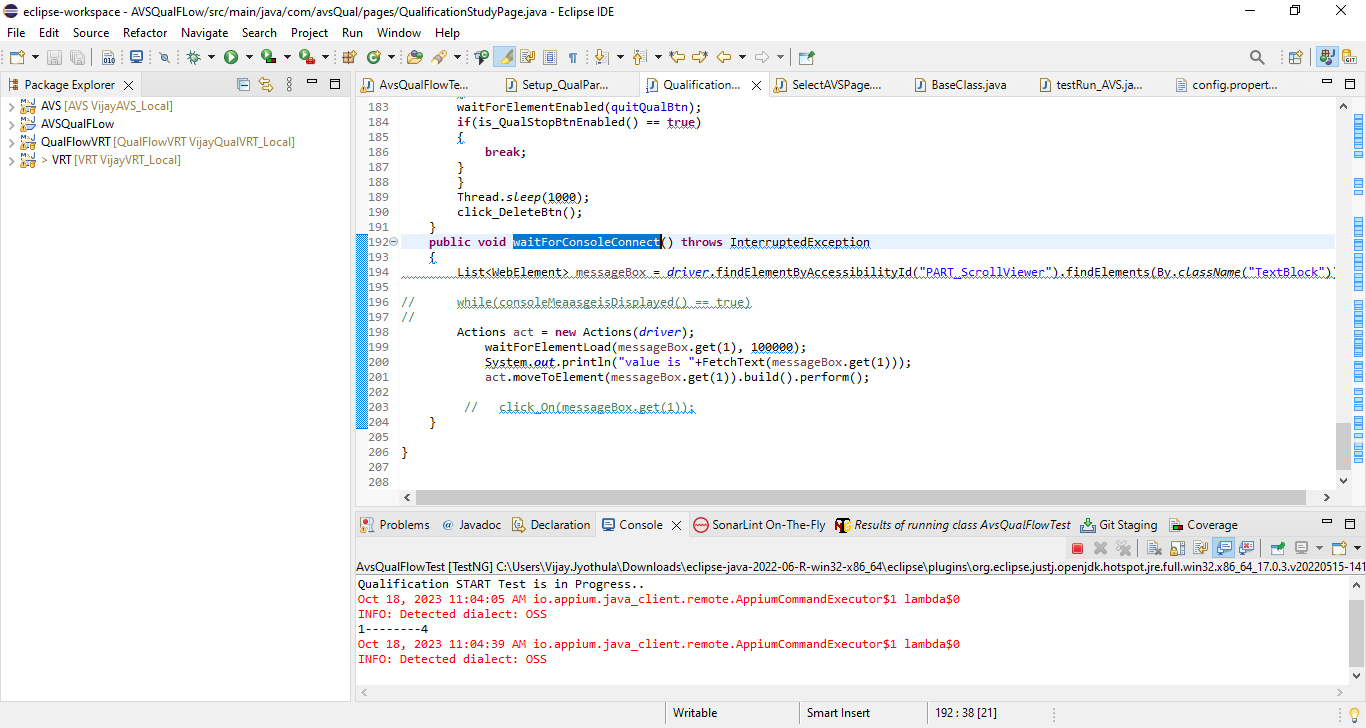 eclipse-workspace - AVSQualFLow/src/main/java/com/avsQual/pages/QualificationStudyPage.java - Eclipse IDE
File Edit Source Refactor Navigate Search Project Run Window Help
Package Explorer
AVS [AVS VijayAVS_Local]
AVSQualFLow
QualFlowVRT [QualFlowVRT VijayQualVRT_Local]
> VRT [VRT VijayVRT_Local]
AvsQualFlowTe... Setup_QualPar... Qualification... SelectAVSPage.... BaseClass.java testRun_AVS.ja... config.propert...
183 waitForElementEnabled(quitQualBtn);
184 if(is_QualStopBtnEnabled() == true)
185 {
186 break;
187 }
188 }
189 Thread.sleep(1000);
190 click_DeleteBtn();
191 }
192 public void waitForConsoleConnect() throws InterruptedException
193 {
194 List<WebElement> messageBox = driver.findElementByAccessibilityId("PART_ScrollViewer").findElements(By.className("TextBlock")
195
196 // while(consoleMeaasgeisDisplayed() == true)
197 //
198 Actions act = new Actions(driver);
199 waitForElementLoad(messageBox.get(1), 100000);
200 System.out.println("value is "+FetchText(messageBox.get(1)));
201 act.moveToElement(messageBox.get(1)).build().perform();
202
203 // click_On(messageBox.get(1));
204 }
205
206 }
207
208
Problems @ Javadoc Declaration Console SonarLint On-The-Fly Results of running class AvsQualFlowTest Git Staging Coverage
AvsQualFlowTest [TestNG] C:\Users\Vijay.Jyothula\Downloads\eclipse-java-2022-06-R-win32-x86_64\eclipse\plugins\org.eclipse.justj.openjdk.hotspot.jre.full.win32.x86_64_17.0.3.v20220515-141
Qualification START Test is in Progress..
Oct 18, 2023 11:04:05 AM io.appium.java_client.remote.AppiumCommandExecutor$1 lambda$0
INFO: Detected dialect: OSS
1--------4
Oct 18, 2023 11:04:39 AM io.appium.java_client.remote.AppiumCommandExecutor$1 lambda$0
INFO: Detected dialect: OSS
Writable Smart Insert 192 : 38 [21]